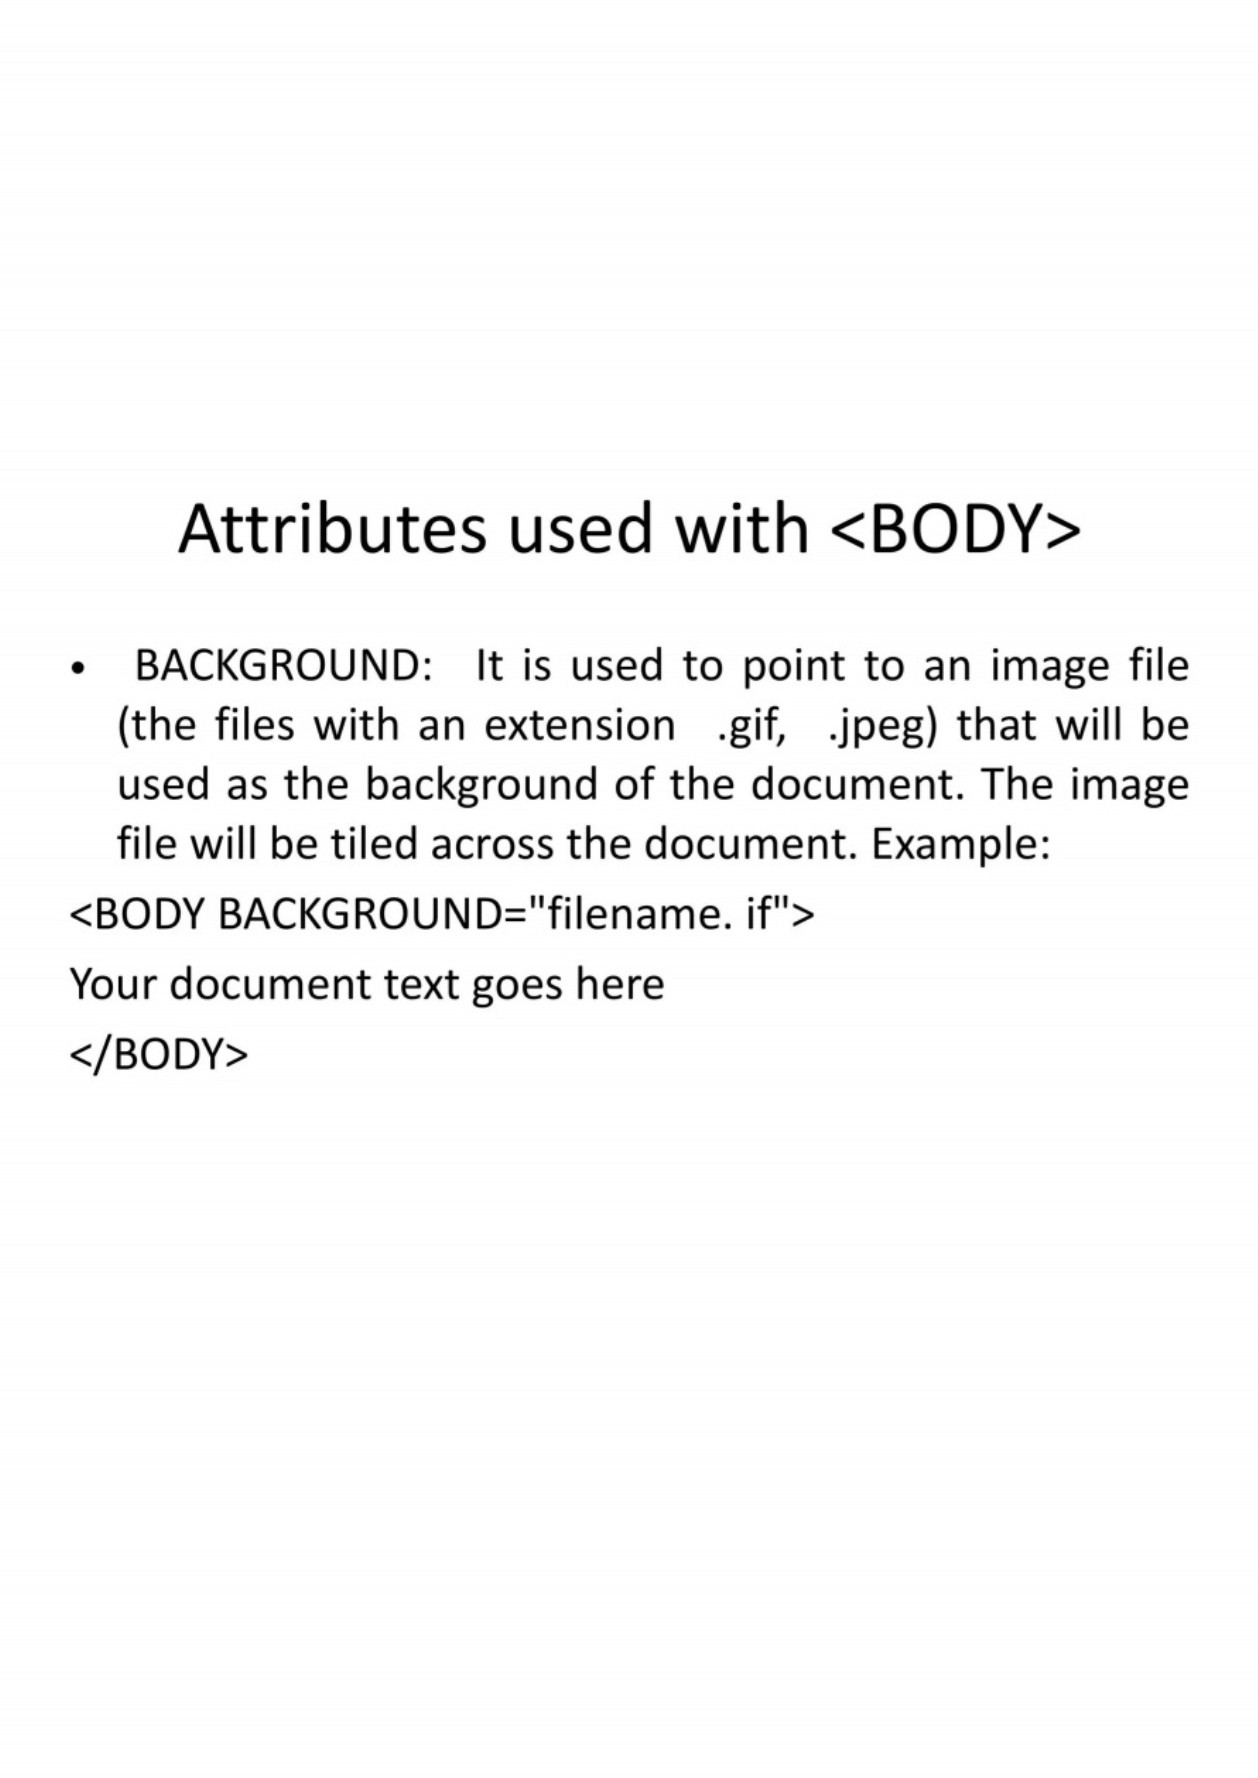 Attributes used with <BODY>
• BACKGROUND: It is used to point to an image file
(the files with an extension .gif, .jpeg) that will be
used as the background of the document. The image
file will be tiled across the document. Example:
<BODY BACKGROUND="filename. if">
Your document text goes here
</BODY>